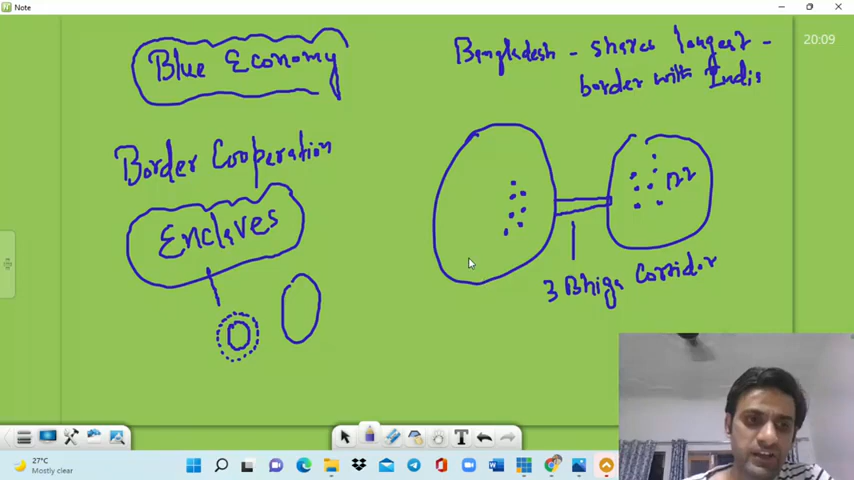 Note
20:09
Blue Economy
Bangladesh - shares longest -
border with India
Border Cooperation
Enclaves
122
3 Bhiga Corridor
27°C
Mostly clear